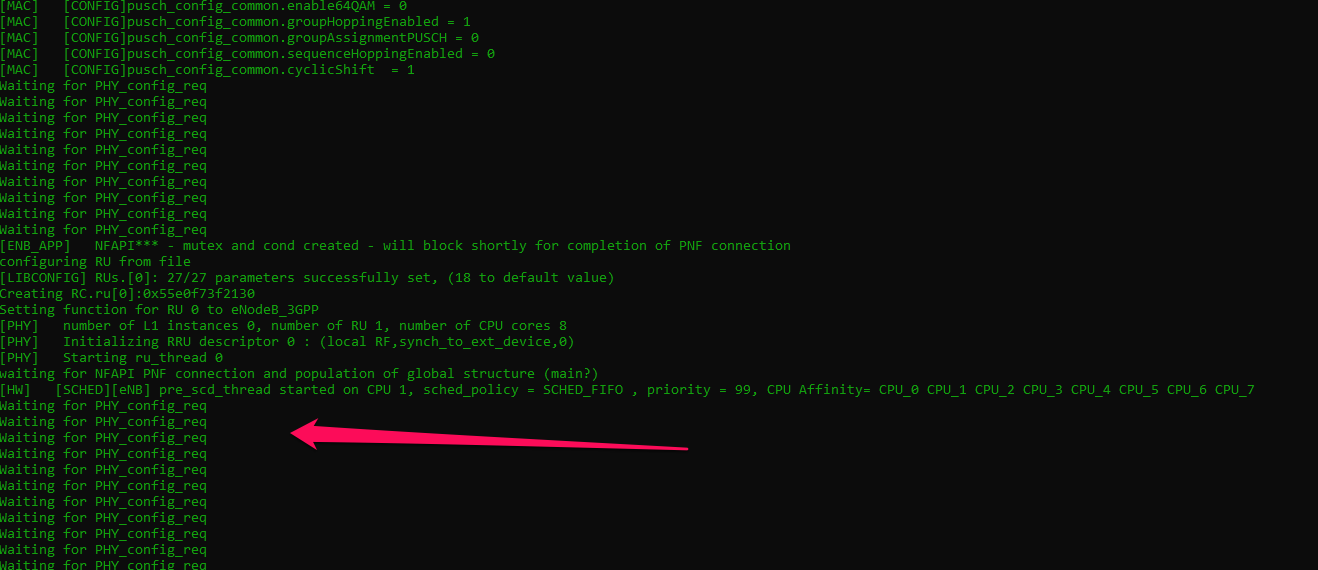 [MAC]   [CONFIG]pusch_config_common.enable64QAM = 0
[MAC]   [CONFIG]pusch_config_common.groupHoppingEnabled = 1
[MAC]   [CONFIG]pusch_config_common.groupAssignmentPUSCH = 0
[MAC]   [CONFIG]pusch_config_common.sequenceHoppingEnabled = 0
[MAC]   [CONFIG]pusch_config_common.cyclicShift  = 1
Waiting for PHY_config_req
Waiting for PHY_config_req
Waiting for PHY_config_req
Waiting for PHY_config_req
Waiting for PHY_config_req
Waiting for PHY_config_req
Waiting for PHY_config_req
Waiting for PHY_config_req
Waiting for PHY_config_req
Waiting for PHY_config_req
[ENB_APP]   NFAPI*** - mutex and cond created - will block shortly for completion of PNF connection
configuring RU from file
[LIBCONFIG] RUs.[0]: 27/27 parameters successfully set, (18 to default value)
Creating RC.ru[0]:0x55e0f73f2130
Setting function for RU 0 to eNodeB_3GPP
[PHY]   number of L1 instances 0, number of RU 1, number of CPU cores 8
[PHY]   Initializing RRU descriptor 0 : (local RF,synch_to_ext_device,0)
[PHY]   Starting ru_thread 0
waiting for NFAPI PNF connection and population of global structure (main?)
[HW]   [SCHED][eNB] pre_scd_thread started on CPU 1, sched_policy = SCHED_FIFO , priority = 99, CPU Affinity= CPU_0 CPU_1 CPU_2 CPU_3 CPU_4 CPU_5 CPU_6 CPU_7
Waiting for PHY_config_req
Waiting for PHY_config_req
Waiting for PHY_config_req
Waiting for PHY_config_req
Waiting for PHY_config_req
Waiting for PHY_config_req
Waiting for PHY_config_req
Waiting for PHY_config_req
Waiting for PHY_config_req
Waiting for PHY_config_req
Waiting for PHY_config_req